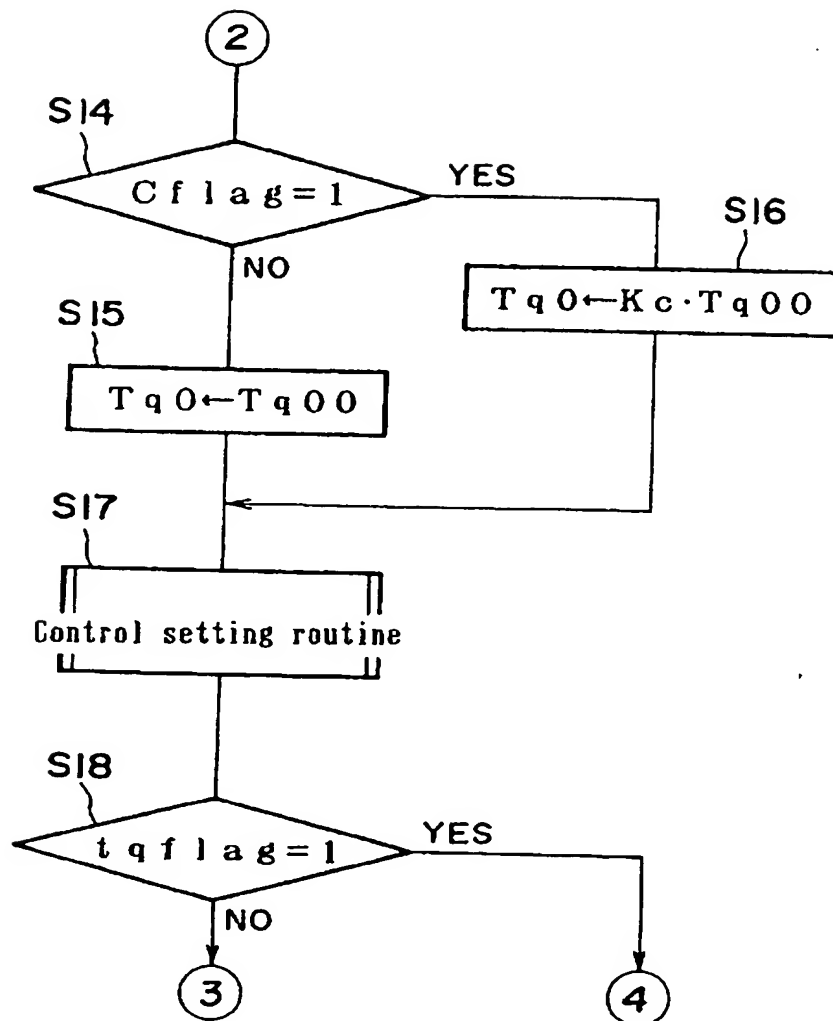 2
S14
Cflag=1
YES
S16
NO
Tq0←Kc·Tq00
S15
Tq0←Tq00
S17
Control setting routine
S18
tqflag=1
YES
NO
3
4